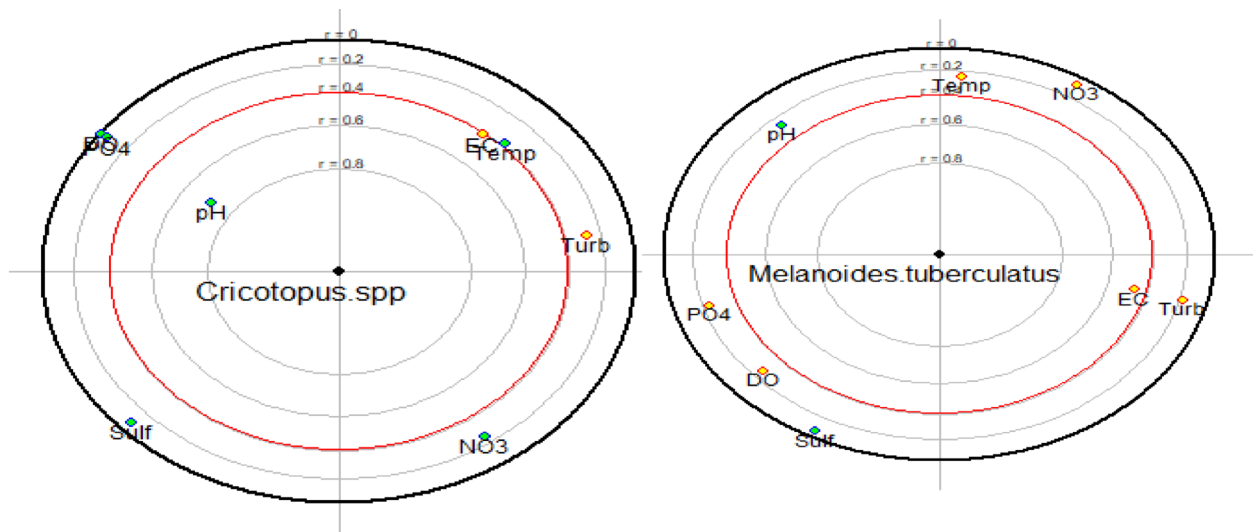 r = 0
r = 0.2
r = 0.4
r = 0.6
r = 0.8
PO4
pH
EC
Temp
Turb
Cricotopus.spp
Sulf
NO3
r = 0
r = 0.2
r = 0.6
r = 0.8
Temp
NO3
pH
Melanoides.tuberculatus
EC
Turb
PO4
DO
Sulf